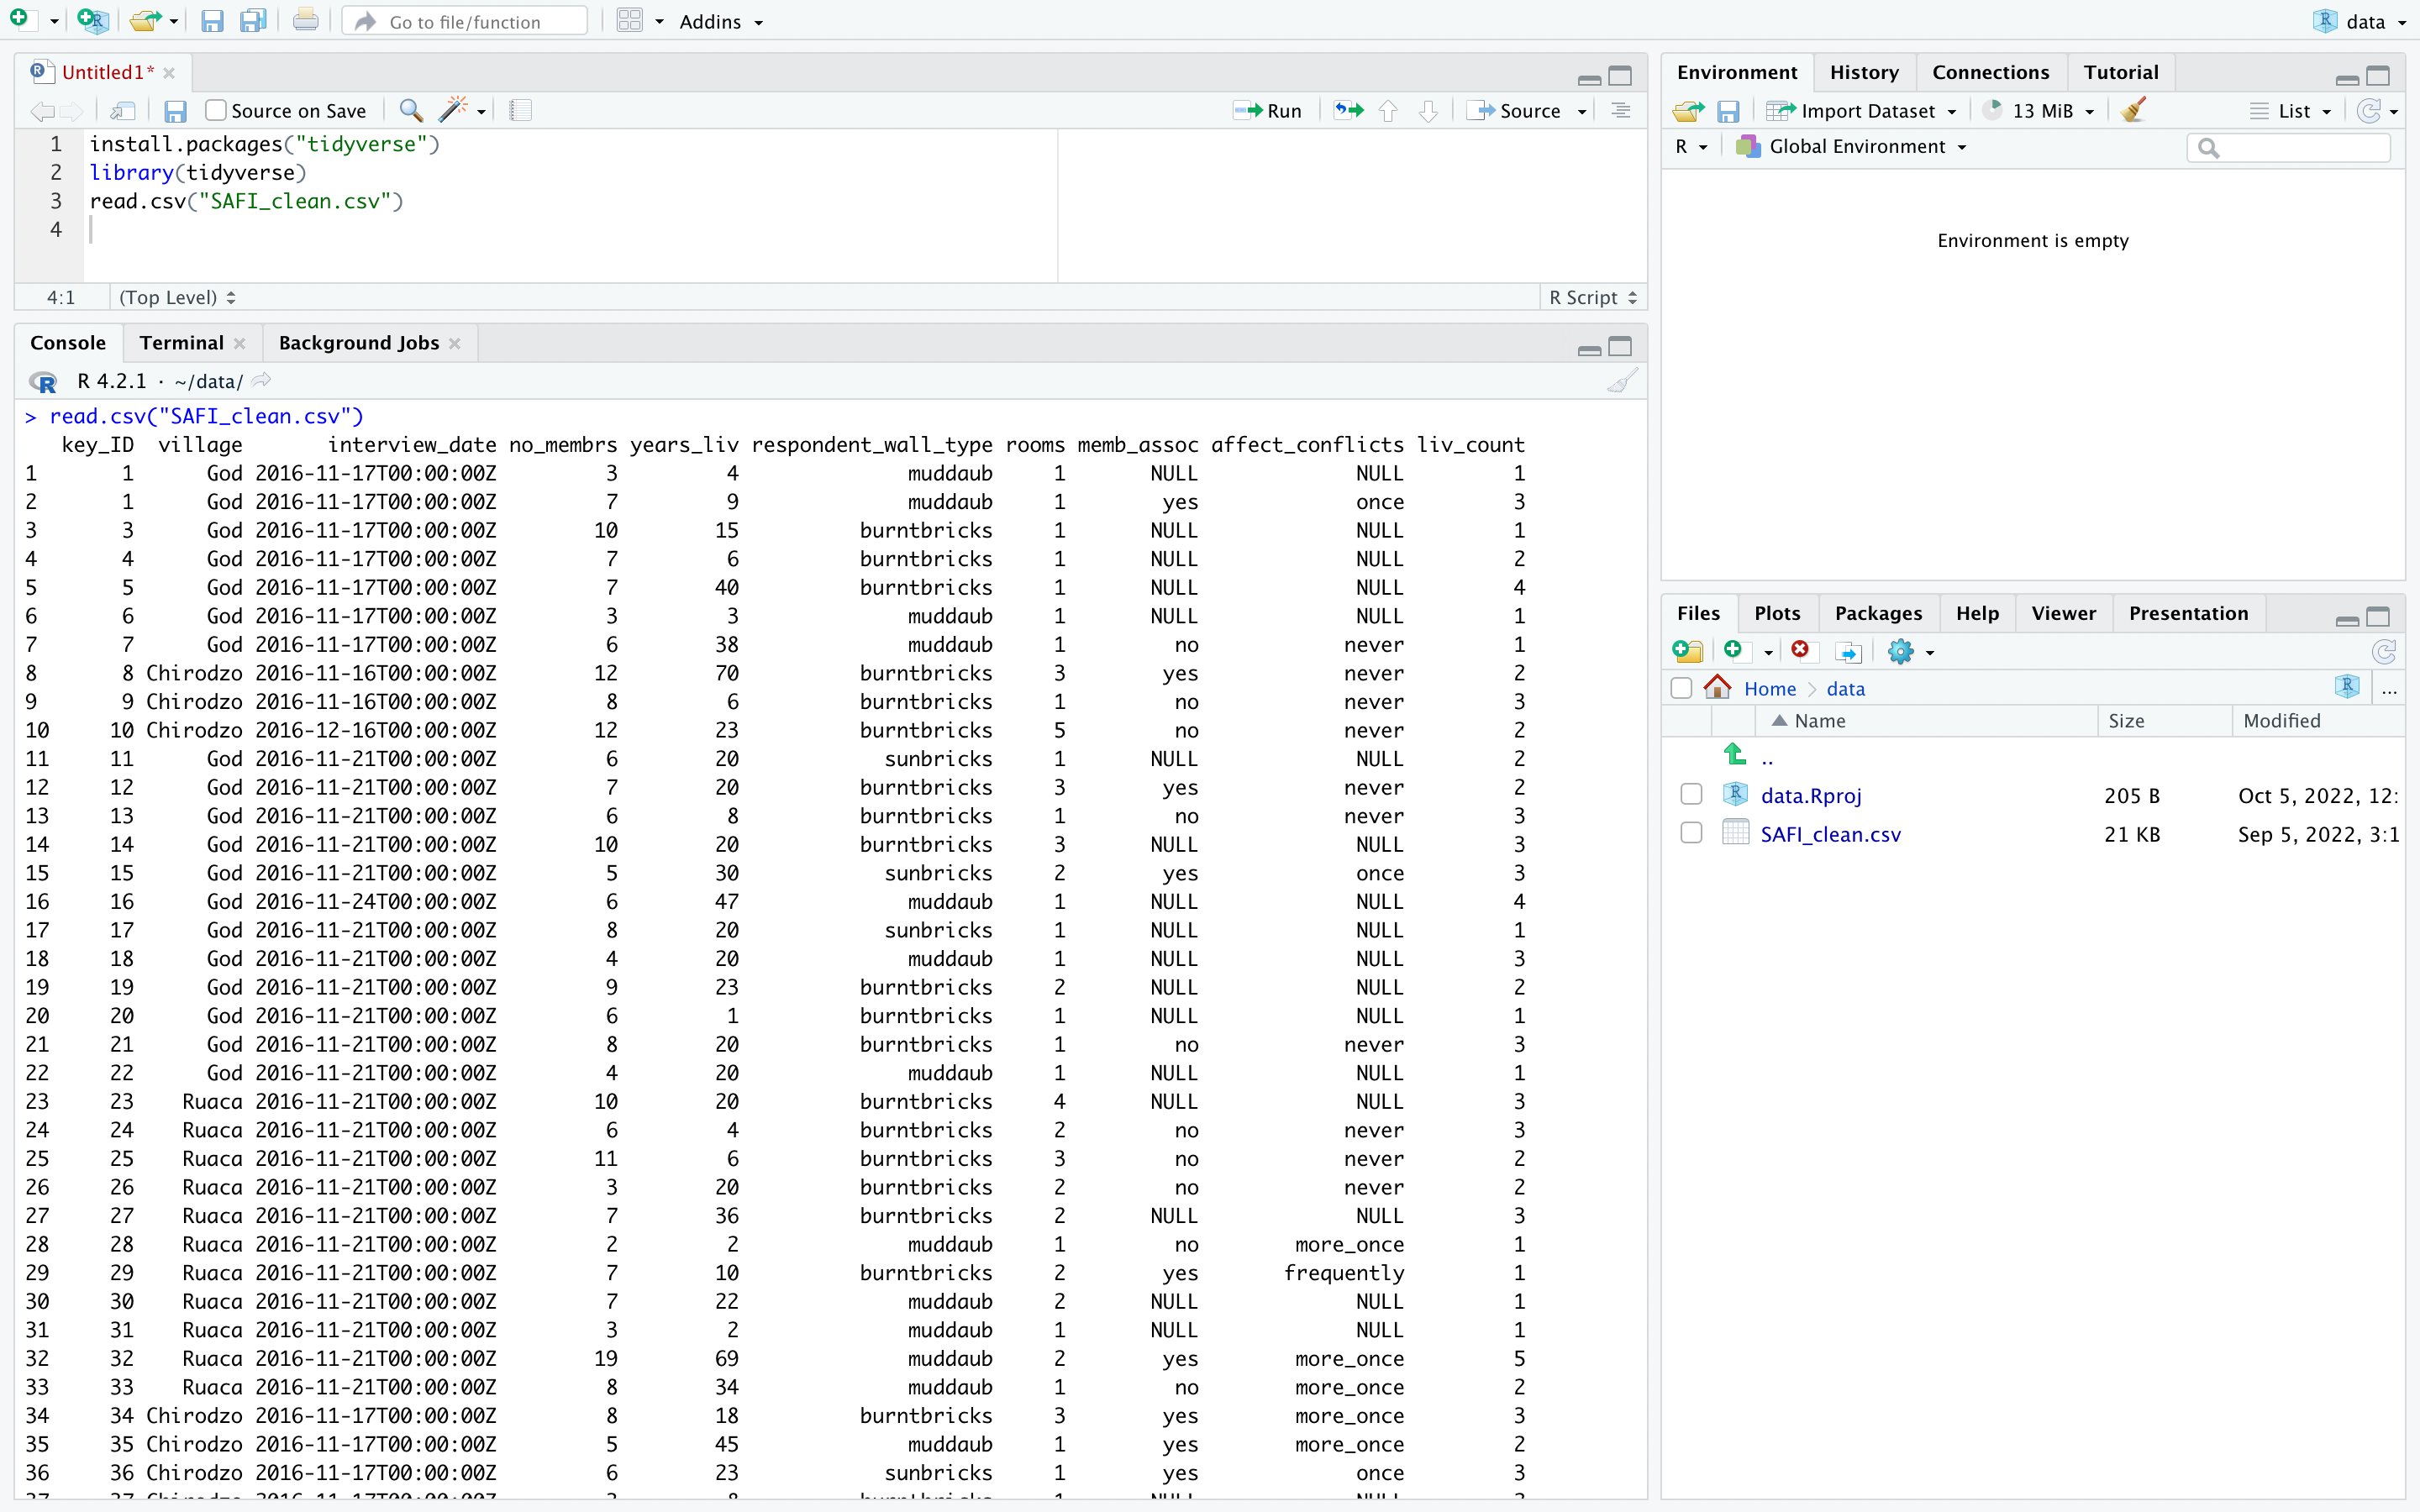 Go to file/function Addins data
Untitled1*
Source on Save Run Source
1 install.packages("tidyverse")
2 library(tidyverse)
3 read.csv("SAFI_clean.csv")
4
4:1 (Top Level) R Script
Console Terminal Background Jobs
R 4.2.1 · ~/data/
> read.csv("SAFI_clean.csv")
key_ID village interview_date no_membrs years_liv respondent_wall_type rooms memb_assoc affect_conflicts liv_count
1 1 God 2016-11-17T00:00:00Z 3 4 muddaub 1 NULL NULL 1
2 1 God 2016-11-17T00:00:00Z 7 9 muddaub 1 yes once 3
3 3 God 2016-11-17T00:00:00Z 10 15 burntbricks 1 NULL NULL 1
4 4 God 2016-11-17T00:00:00Z 7 6 burntbricks 1 NULL NULL 2
5 5 God 2016-11-17T00:00:00Z 7 40 burntbricks 1 NULL NULL 4
6 6 God 2016-11-17T00:00:00Z 3 3 muddaub 1 NULL NULL 1
7 7 God 2016-11-17T00:00:00Z 6 38 muddaub 1 no never 1
8 8 Chirodzo 2016-11-16T00:00:00Z 12 70 burntbricks 3 yes never 2
9 9 Chirodzo 2016-11-16T00:00:00Z 8 6 burntbricks 1 no never 3
10 10 Chirodzo 2016-12-16T00:00:00Z 12 23 burntbricks 5 no never 2
11 11 God 2016-11-21T00:00:00Z 6 20 sunbricks 1 NULL NULL 2
12 12 God 2016-11-21T00:00:00Z 7 20 burntbricks 3 yes never 2
13 13 God 2016-11-21T00:00:00Z 6 8 burntbricks 1 no never 3
14 14 God 2016-11-21T00:00:00Z 10 20 burntbricks 3 NULL NULL 3
15 15 God 2016-11-21T00:00:00Z 5 30 sunbricks 2 yes once 3
16 16 God 2016-11-24T00:00:00Z 6 47 muddaub 1 NULL NULL 4
17 17 God 2016-11-21T00:00:00Z 8 20 sunbricks 1 NULL NULL 1
18 18 God 2016-11-21T00:00:00Z 4 20 muddaub 1 NULL NULL 3
19 19 God 2016-11-21T00:00:00Z 9 23 burntbricks 2 NULL NULL 2
20 20 God 2016-11-21T00:00:00Z 6 1 burntbricks 1 NULL NULL 1
21 21 God 2016-11-21T00:00:00Z 8 20 burntbricks 1 no never 3
22 22 God 2016-11-21T00:00:00Z 4 20 muddaub 1 NULL NULL 1
23 23 Ruaca 2016-11-21T00:00:00Z 10 20 burntbricks 4 NULL NULL 3
24 24 Ruaca 2016-11-21T00:00:00Z 6 4 burntbricks 2 no never 3
25 25 Ruaca 2016-11-21T00:00:00Z 11 6 burntbricks 3 no never 2
26 26 Ruaca 2016-11-21T00:00:00Z 3 20 burntbricks 2 no never 2
27 27 Ruaca 2016-11-21T00:00:00Z 7 36 burntbricks 2 NULL NULL 3
28 28 Ruaca 2016-11-21T00:00:00Z 2 2 muddaub 1 no more_once 1
29 29 Ruaca 2016-11-21T00:00:00Z 7 10 burntbricks 2 yes frequently 1
30 30 Ruaca 2016-11-21T00:00:00Z 7 22 muddaub 2 NULL NULL 1
31 31 Ruaca 2016-11-21T00:00:00Z 3 2 muddaub 1 NULL NULL 1
32 32 Ruaca 2016-11-21T00:00:00Z 19 69 muddaub 2 yes more_once 5
33 33 Ruaca 2016-11-21T00:00:00Z 8 34 muddaub 1 no more_once 2
34 34 Chirodzo 2016-11-17T00:00:00Z 8 18 burntbricks 3 yes more_once 3
35 35 Chirodzo 2016-11-17T00:00:00Z 5 45 muddaub 1 yes more_once 2
36 36 Chirodzo 2016-11-17T00:00:00Z 6 23 sunbricks 1 yes once 3
Environment History Connections Tutorial
Import Dataset 13 MiB List
R Global Environment
Environment is empty
Files Plots Packages Help Viewer Presentation
Home data ...
Name Size Modified
..
data.Rproj 205 B Oct 5, 2022, 12:
SAFI_clean.csv 21 KB Sep 5, 2022, 3:1